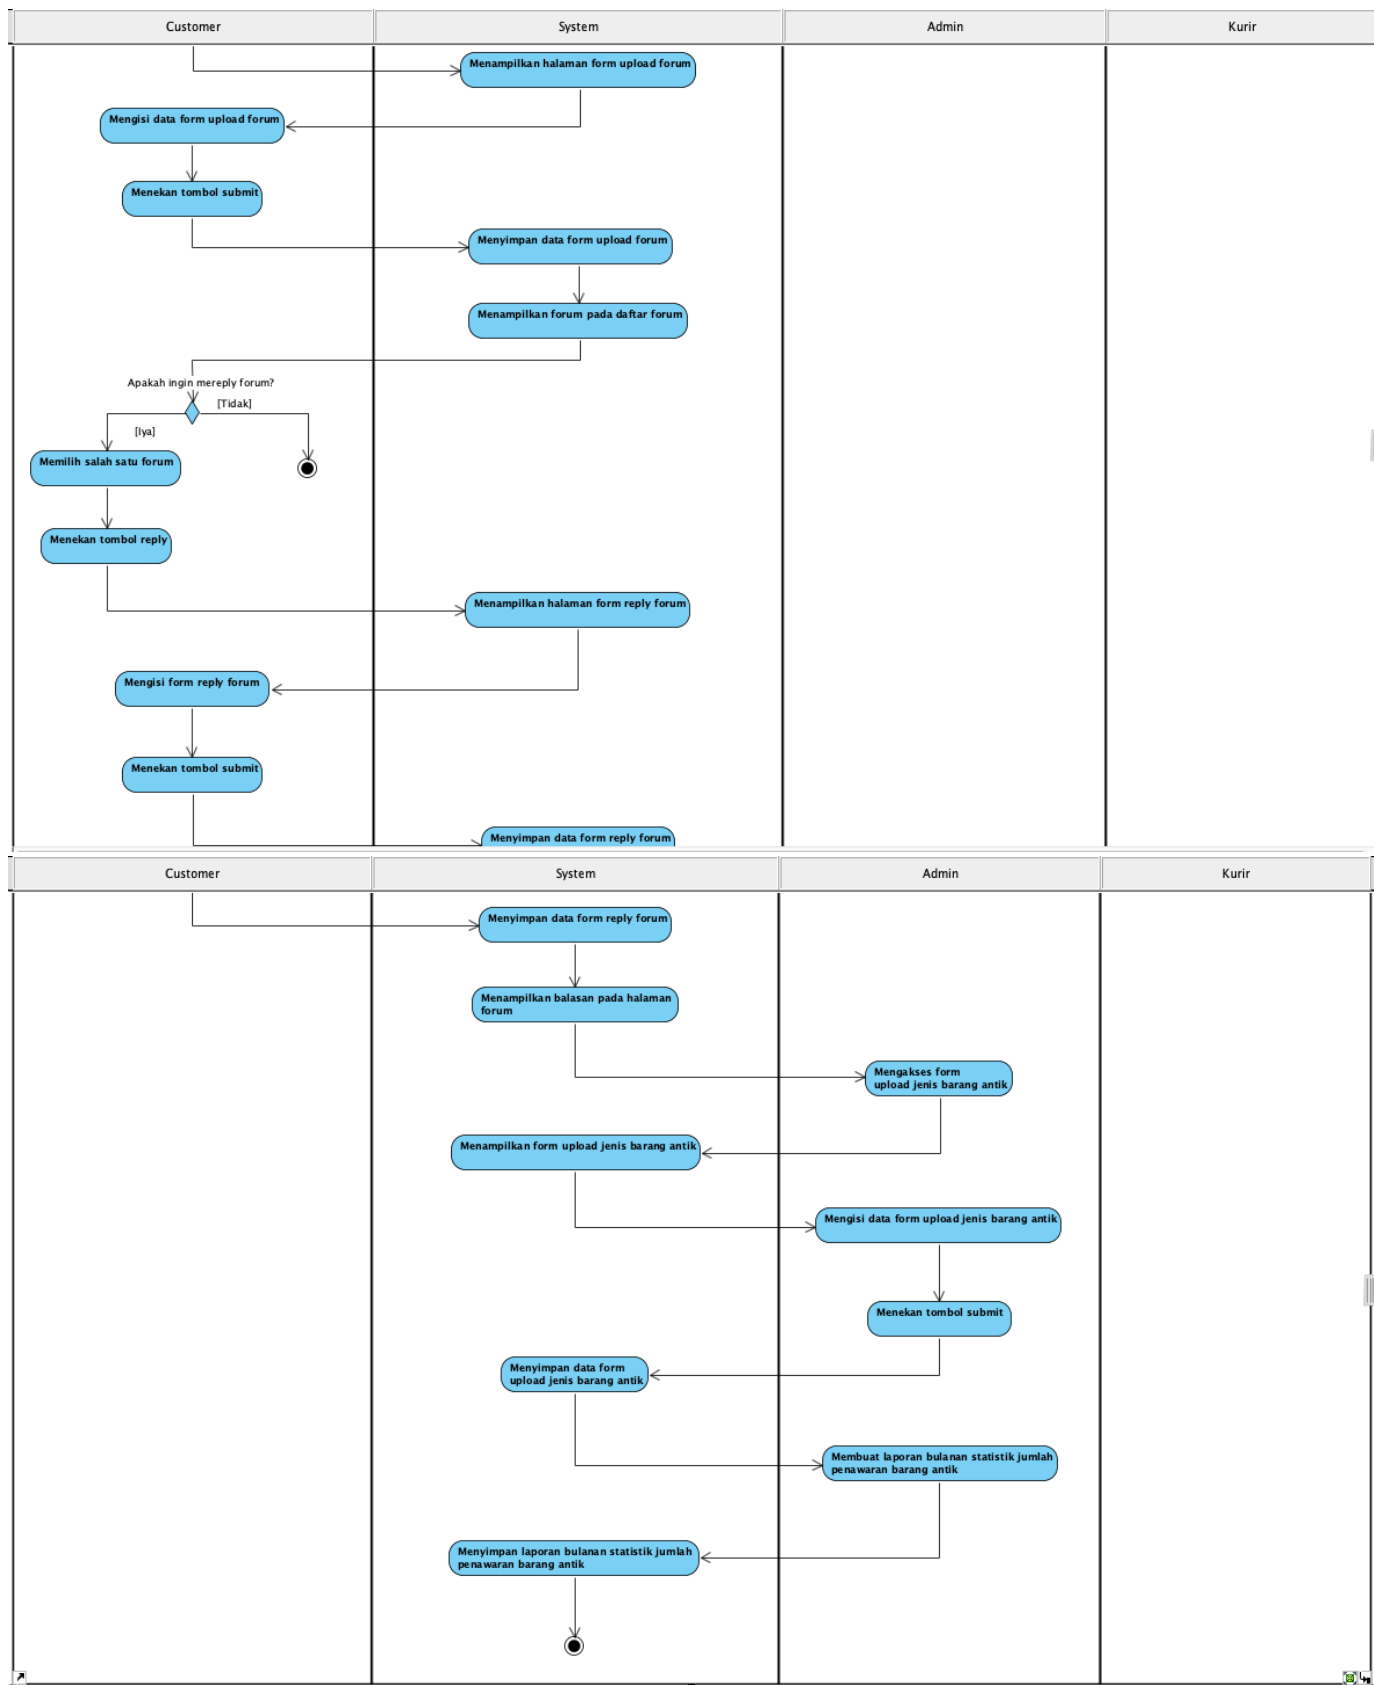 Customer
System
Admin
Kurir
Menampilkan halaman form upload forum
Mengisi data form upload forum
Menekan tombol submit
Menyimpan data form upload forum
Menampilkan forum pada daftar forum
Apakah ingin mereply forum?
[Tidak]
[Iya]
Memilih salah satu forum
Menekan tombol reply
Menampilkan halaman form reply forum
Mengisi form reply forum
Menekan tombol submit
Menyimpan data form reply forum
Customer
System
Admin
Kurir
Menyimpan data form reply forum
Menampilkan balasan pada halaman
forum
Mengakses form
upload jenis barang antik
Menampilkan form upload jenis barang antik
Mengisi data form upload jenis barang antik
Menekan tombol submit
Menyimpan data form
upload jenis barang antik
Membuat laporan bulanan statistik jumlah
penawaran barang antik
Menyimpan laporan bulanan statistik jumlah
penawaran barang antik